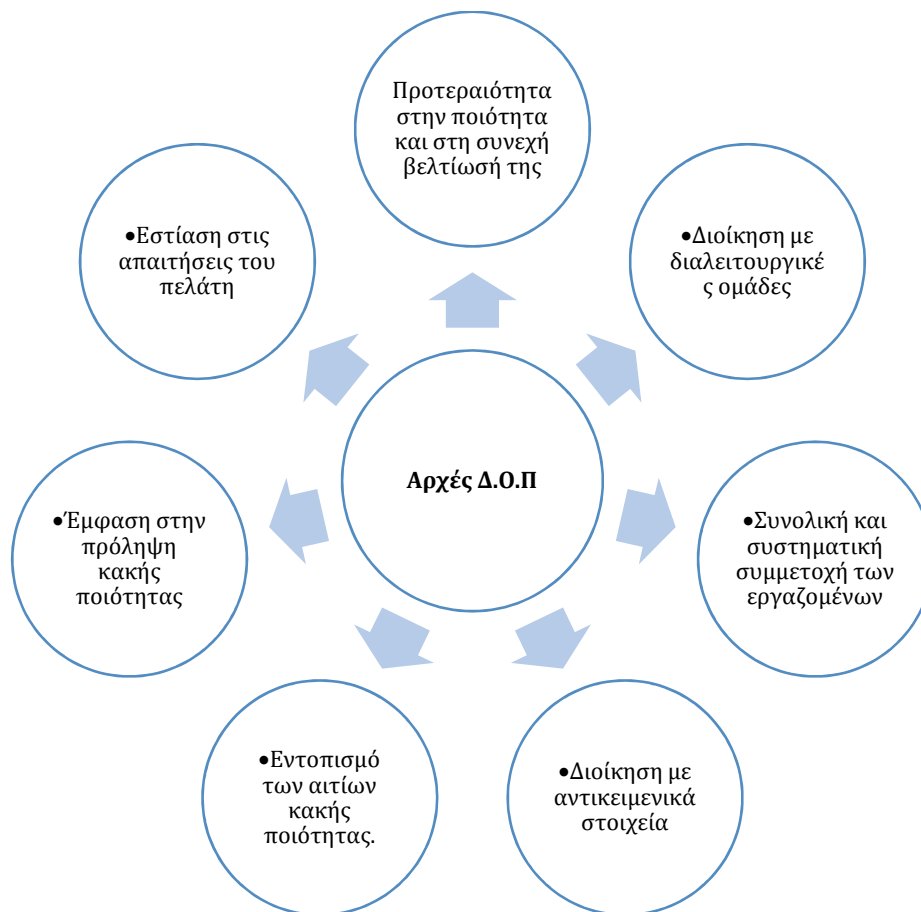 Προτεραιότητα
στην ποιότητα
και στη συνεχή
βελτίωσή της
•Διοίκηση με
διαλειτουργικέ
ς ομάδες
•Συνολική και
συστηματική
συμμετοχή των
εργαζομένων
•Διοίκηση με
αντικειμενικά
στοιχεία
•Εντοπισμό
των αιτίων
κακής
ποιότητας.
•Έμφαση στην
πρόληψη
κακής
ποιότητας
•Εστίαση στις
απαιτήσεις του
πελάτη
Αρχές Δ.Ο.Π